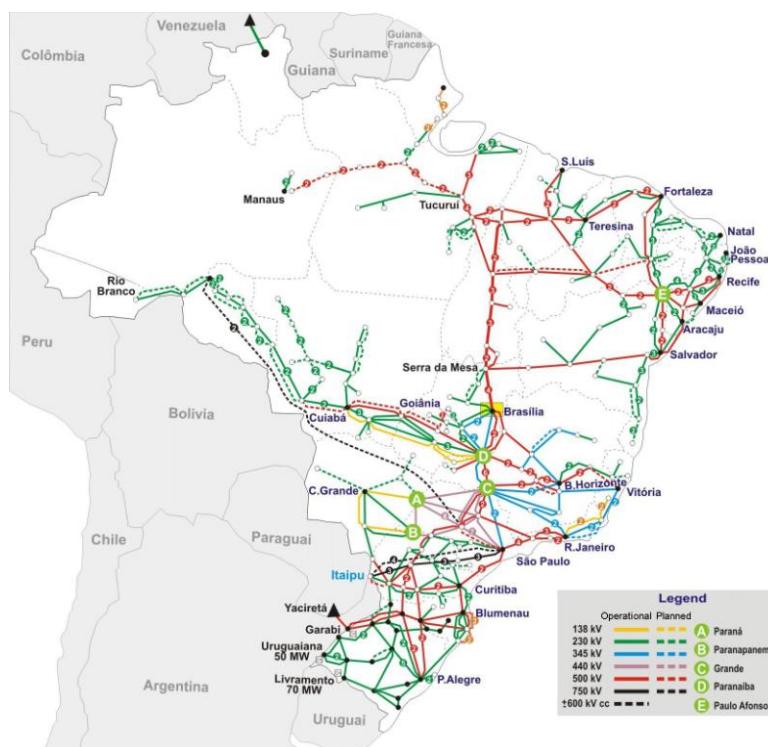 Venezuela
Guiana
Francesa
Colômbia
Suriname
Guiana
S.Luis
Manaus
Tucuruí
Fortaleza
Teresina
Natal
João
Pessoa
Recife
Rio
Branco
E
Maceió
Aracaju
Peru
Salvador
Serra da Mesa
Bolivia
Goiânia
Brasília
Cuiabá
D
B.Horizonte
C.Grande
A
C
Vitória
B
Chile
Paraguai
R.Janeiro
São Paulo
Itaipu
Curitiba
Yaciretá
Blumenau
Garabi
Uruguaiana
50 MW
Livramento
70 MW
P.Alegre
Argentina
Uruguai
Legend
Operational Planned
138 kV A Paraná
230 kV B Paranapanem
345 kV
440 kV C Grande
500 kV D Paranaiba
750 kV
±600 kV cc E Paulo Afonso